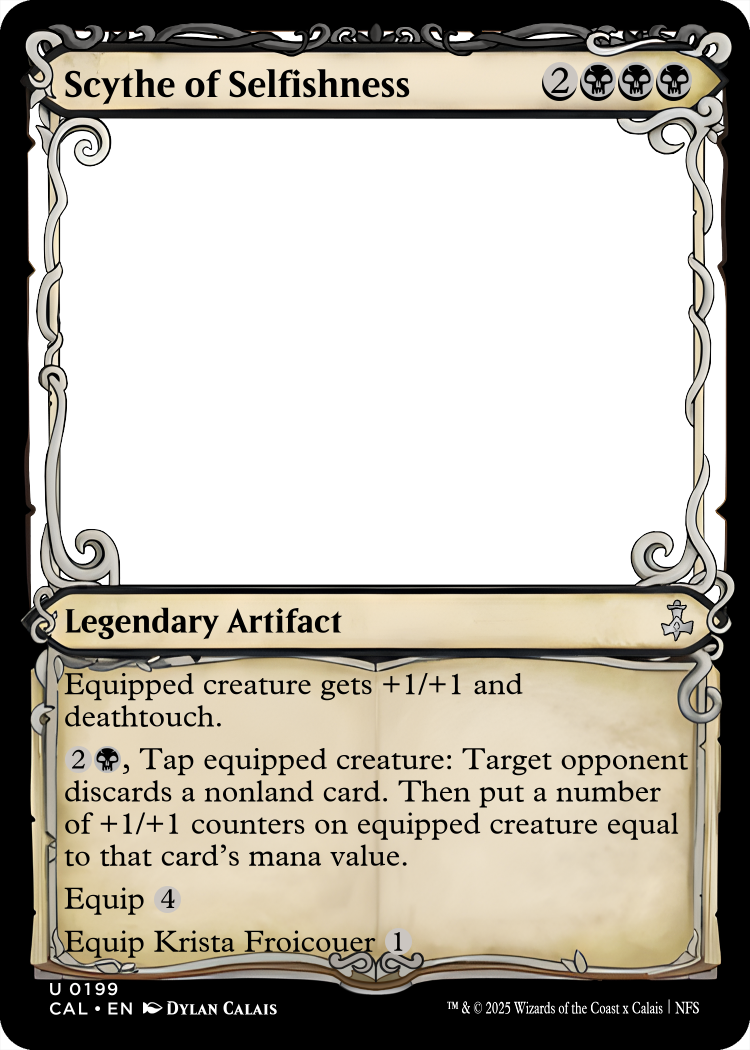 Scythe of Selfishness 2
Legendary Artifact
Equipped creature gets +1/+1 and
deathtouch.
2, Tap equipped creature: Target opponent
discards a nonland card. Then put a number
of +1/+1 counters on equipped creature equal
to that card's mana value.
Equip 4
Equip Krista Froicouer 1
U 0199
CAL • EN Dylan Calais
™ & © 2025 Wizards of the Coast x Calais | NFS